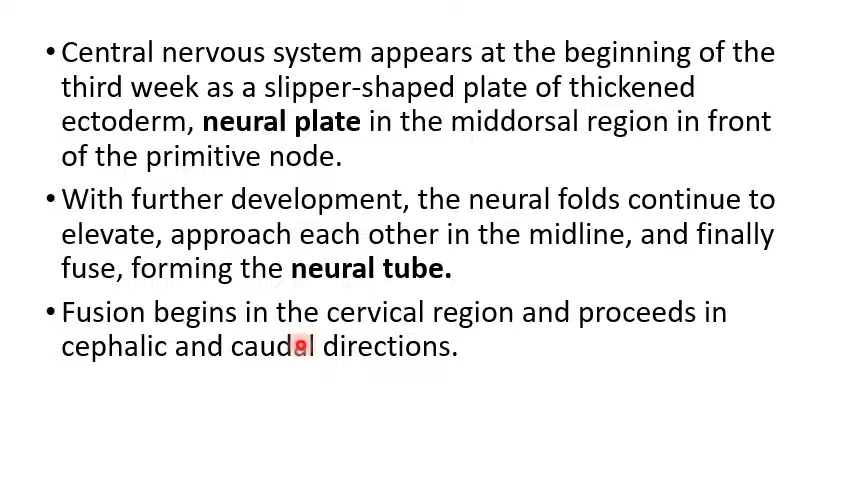 • Central nervous system appears at the beginning of the
third week as a slipper-shaped plate of thickened
ectoderm, neural plate in the middorsal region in front
of the primitive node.
• With further development, the neural folds continue to
elevate, approach each other in the midline, and finally
fuse, forming the neural tube.
• Fusion begins in the cervical region and proceeds in
cephalic and caudal directions.